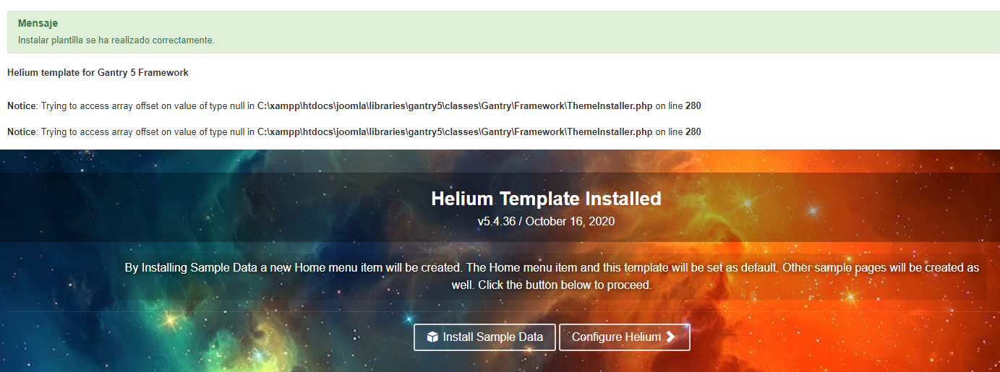 Mensaje
Instalar plantilla se ha realizado correctamente.
Helium template for Gantry 5 Framework
Notice: Trying to access array offset on value of type null in C:\xampp\htdocs\joomla\libraries\gantry5\classes\Gantry\Framework\ThemeInstaller.php on line 280
Notice: Trying to access array offset on value of type null in C:\xampp\htdocs\joomla\libraries\gantry5\classes\Gantry\Framework\ThemeInstaller.php on line 280
Helium Template Installed
v5.4.36 / October 16, 2020
By Installing Sample Data a new Home menu item will be created. The Home menu item and this template will be set as default. Other sample pages will be created as
well. Click the button below to proceed.
Install Sample Data
Configure Helium